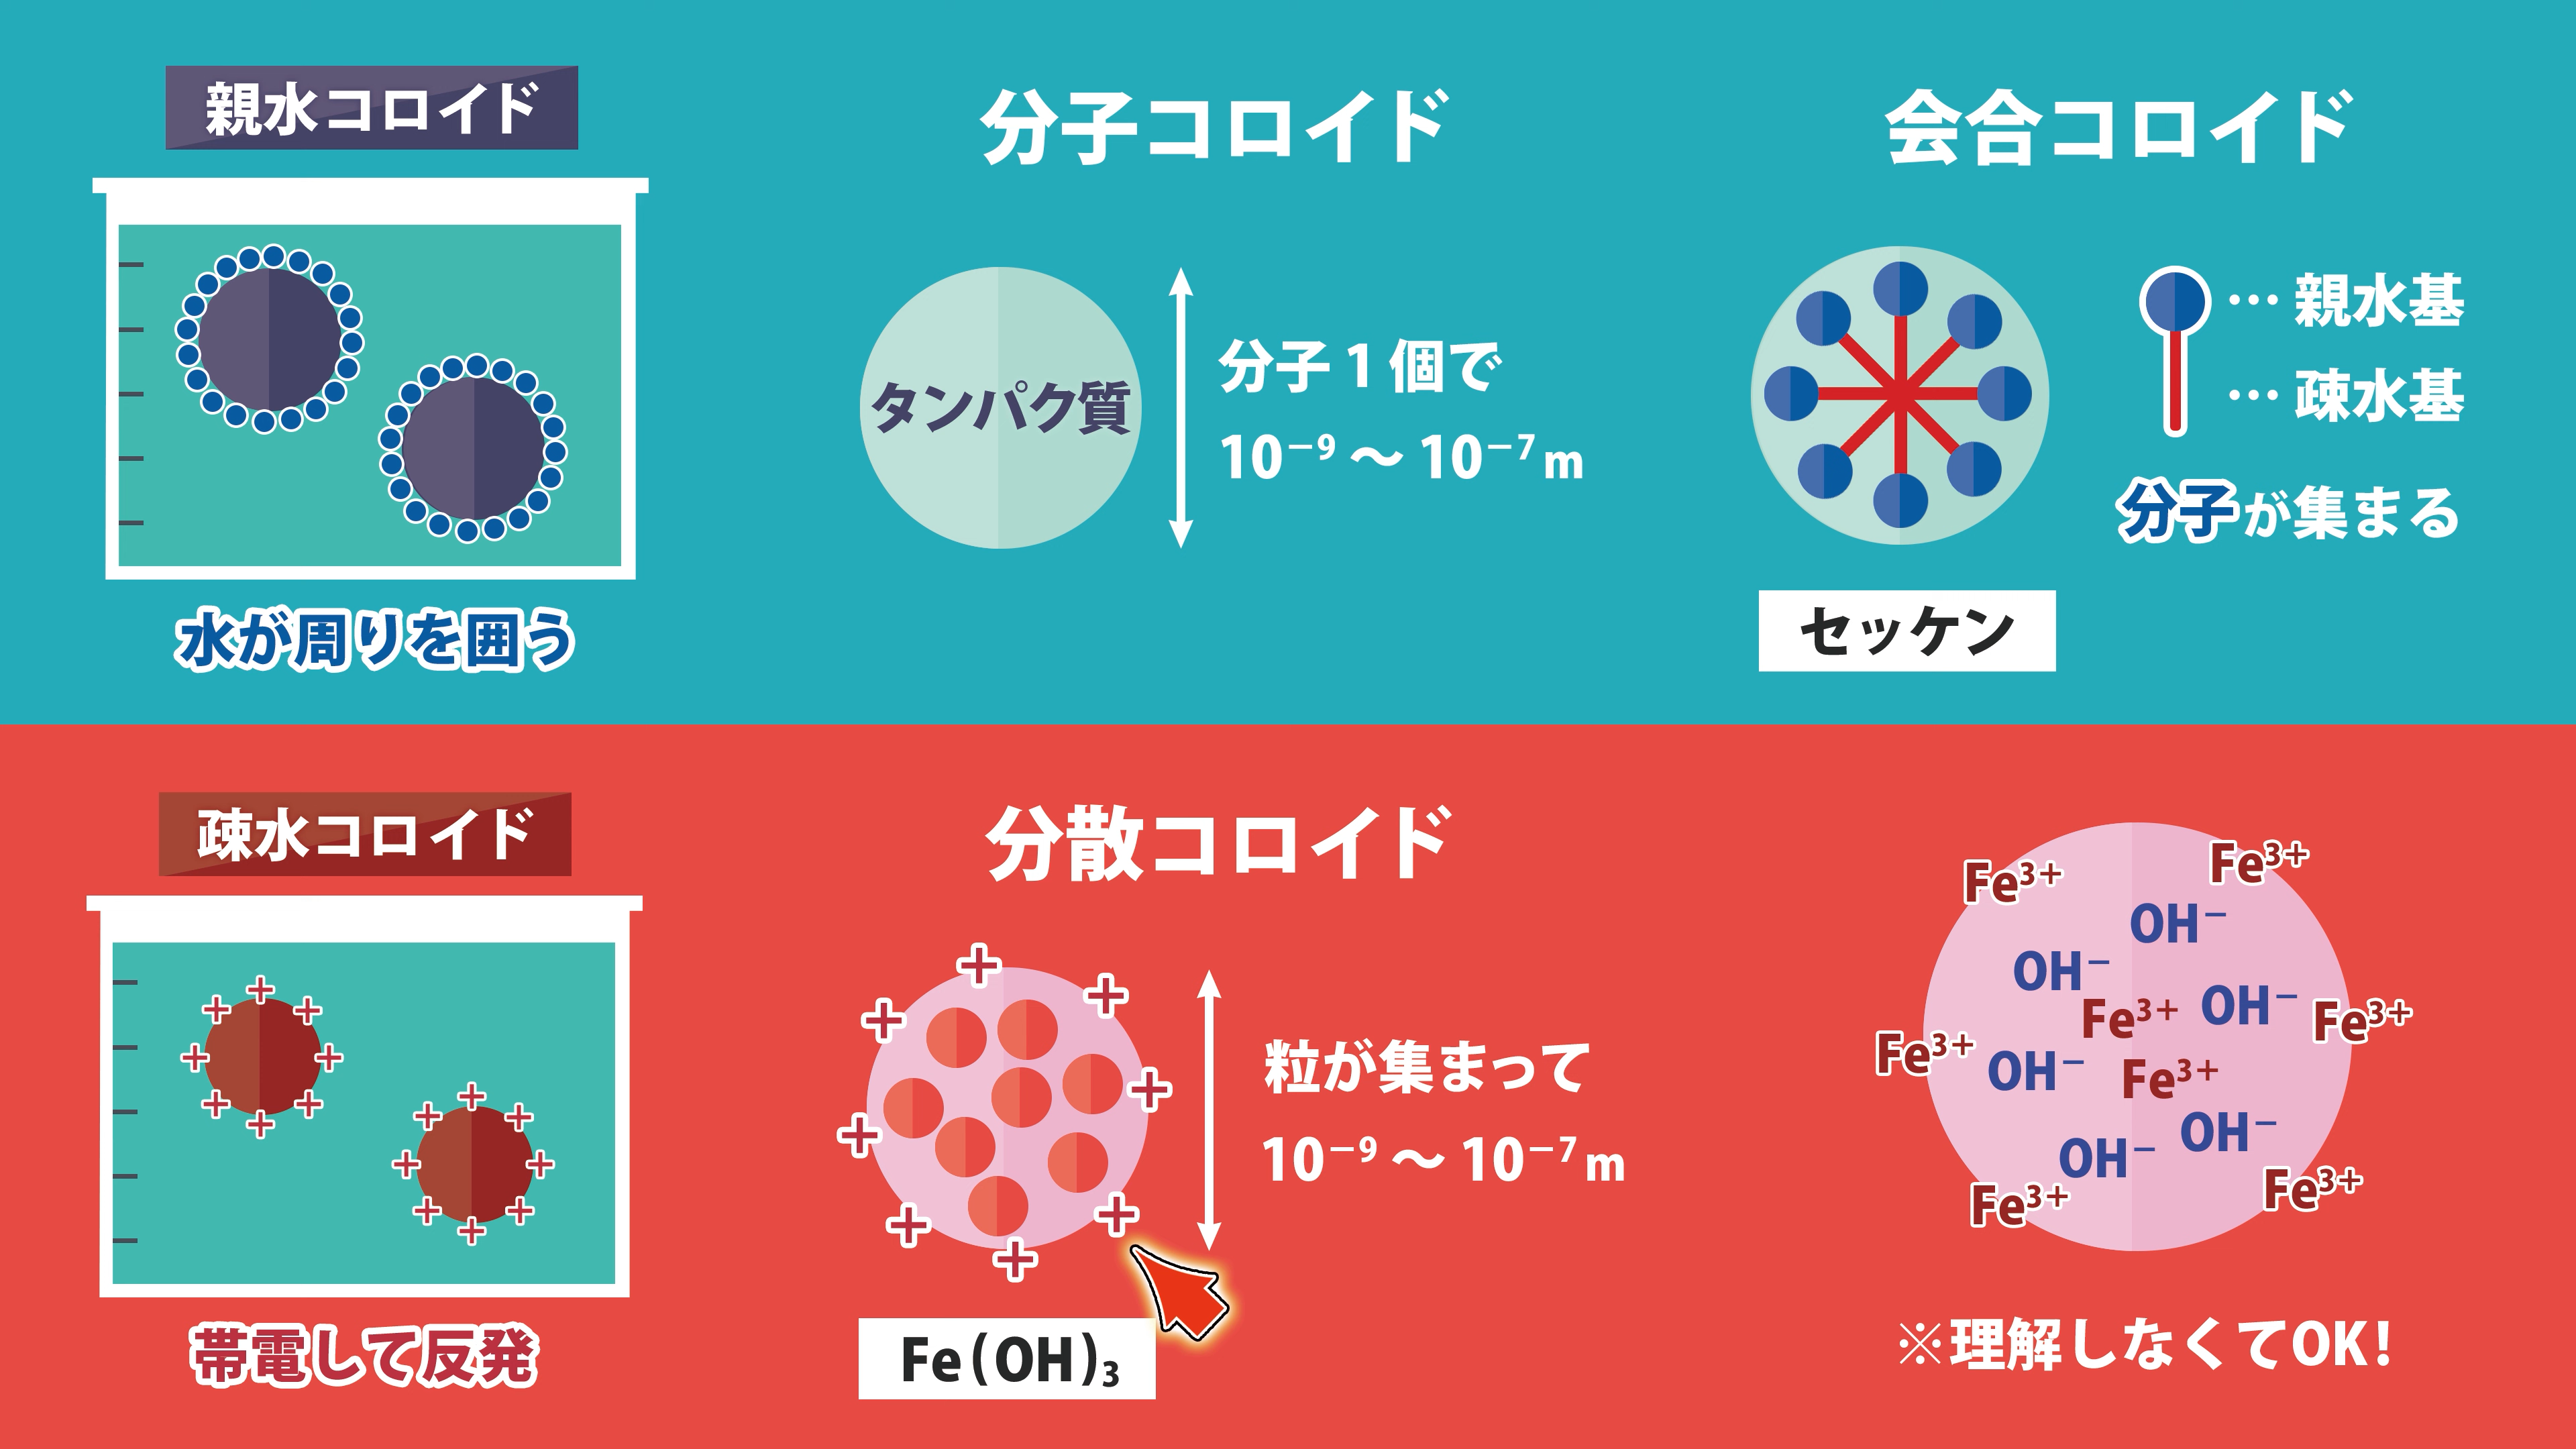 親水コロイド
水が周りを囲う
分子コロイド
タンパク質
分子1個で
10⁻⁹ ～ 10⁻⁷ m
会合コロイド
… 親水基
… 疎水基
分子が集まる
セッケン
疎水コロイド
+ + + + + + + +
+ + + + + + + +
帯電して反発
分散コロイド
+ + + + + + + + +
粒が集まって
10⁻⁹ ～ 10⁻⁷ m
Fe(OH)₃
Fe³⁺ Fe³⁺
OH⁻
OH⁻
Fe³⁺ OH⁻ Fe³⁺
Fe³⁺ OH⁻ Fe³⁺
OH⁻ OH⁻
Fe³⁺ Fe³⁺
※理解しなくてOK!